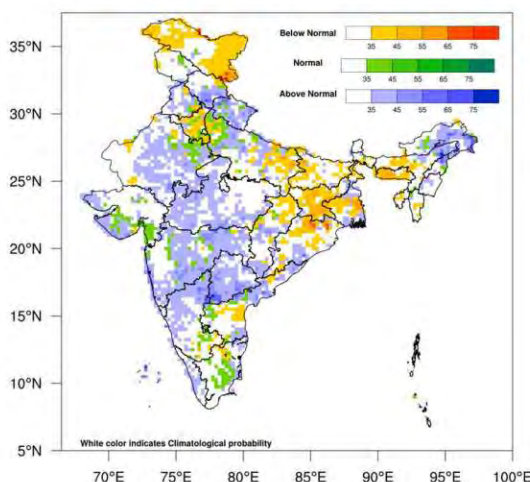 35°N
30°N
25°N
20°N
15°N
10°N
5°N
Below Normal
35 45 55 65 75
Normal
35 45 55 65 75
Above Normal
35 45 55 65 75
White color indicates Climatological probability
70°E 75°E 80°E 85°E 90°E 95°E 100°E